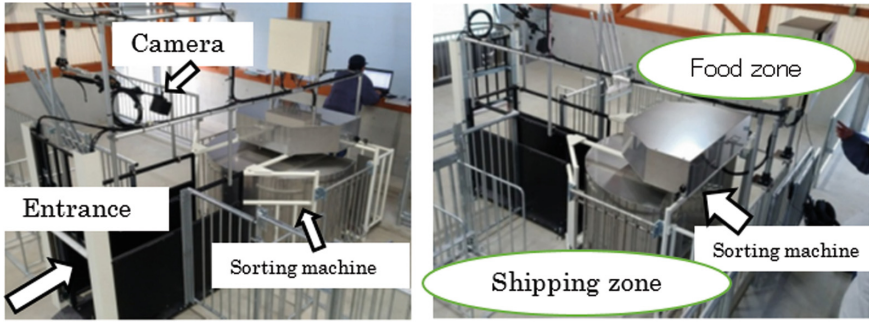 Camera
Entrance
Sorting machine
Food zone
Sorting machine
Shipping zone